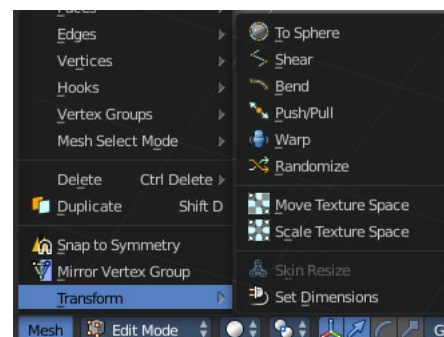 Faces
Edges
Vertices
Hooks
Vertex Groups
Mesh Select Mode
Delete Ctrl Delete
Duplicate Shift D
Snap to Symmetry
Mirror Vertex Group
Transform
To Sphere
Shear
Bend
Push/Pull
Warp
Randomize
Move Texture Space
Scale Texture Space
Skin Resize
Set Dimensions
Mesh Edit Mode G